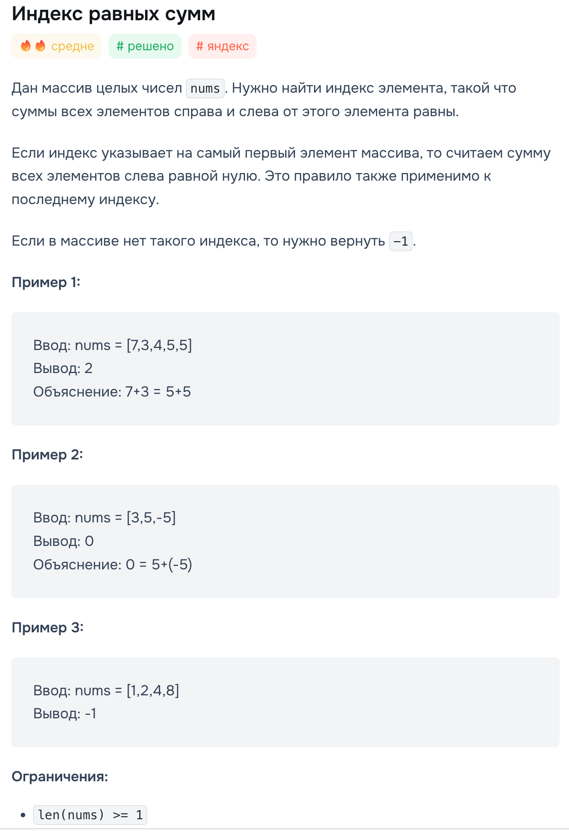 Индекс равных сумм
🔥🔥 средне # решено # яндекс
Дан массив целых чисел nums. Нужно найти индекс элемента, такой что
суммы всех элементов справа и слева от этого элемента равны.
Если индекс указывает на самый первый элемент массива, то считаем сумму
всех элементов слева равной нулю. Это правило также применимо к
последнему индексу.
Если в массиве нет такого индекса, то нужно вернуть -1.
Пример 1:
Ввод: nums = [7,3,4,5,5]
Вывод: 2
Объяснение: 7+3 = 5+5
Пример 2:
Ввод: nums = [3,5,-5]
Вывод: 0
Объяснение: 0 = 5+(-5)
Пример 3:
Ввод: nums = [1,2,4,8]
Вывод: -1
Ограничения:
• len(nums) >= 1